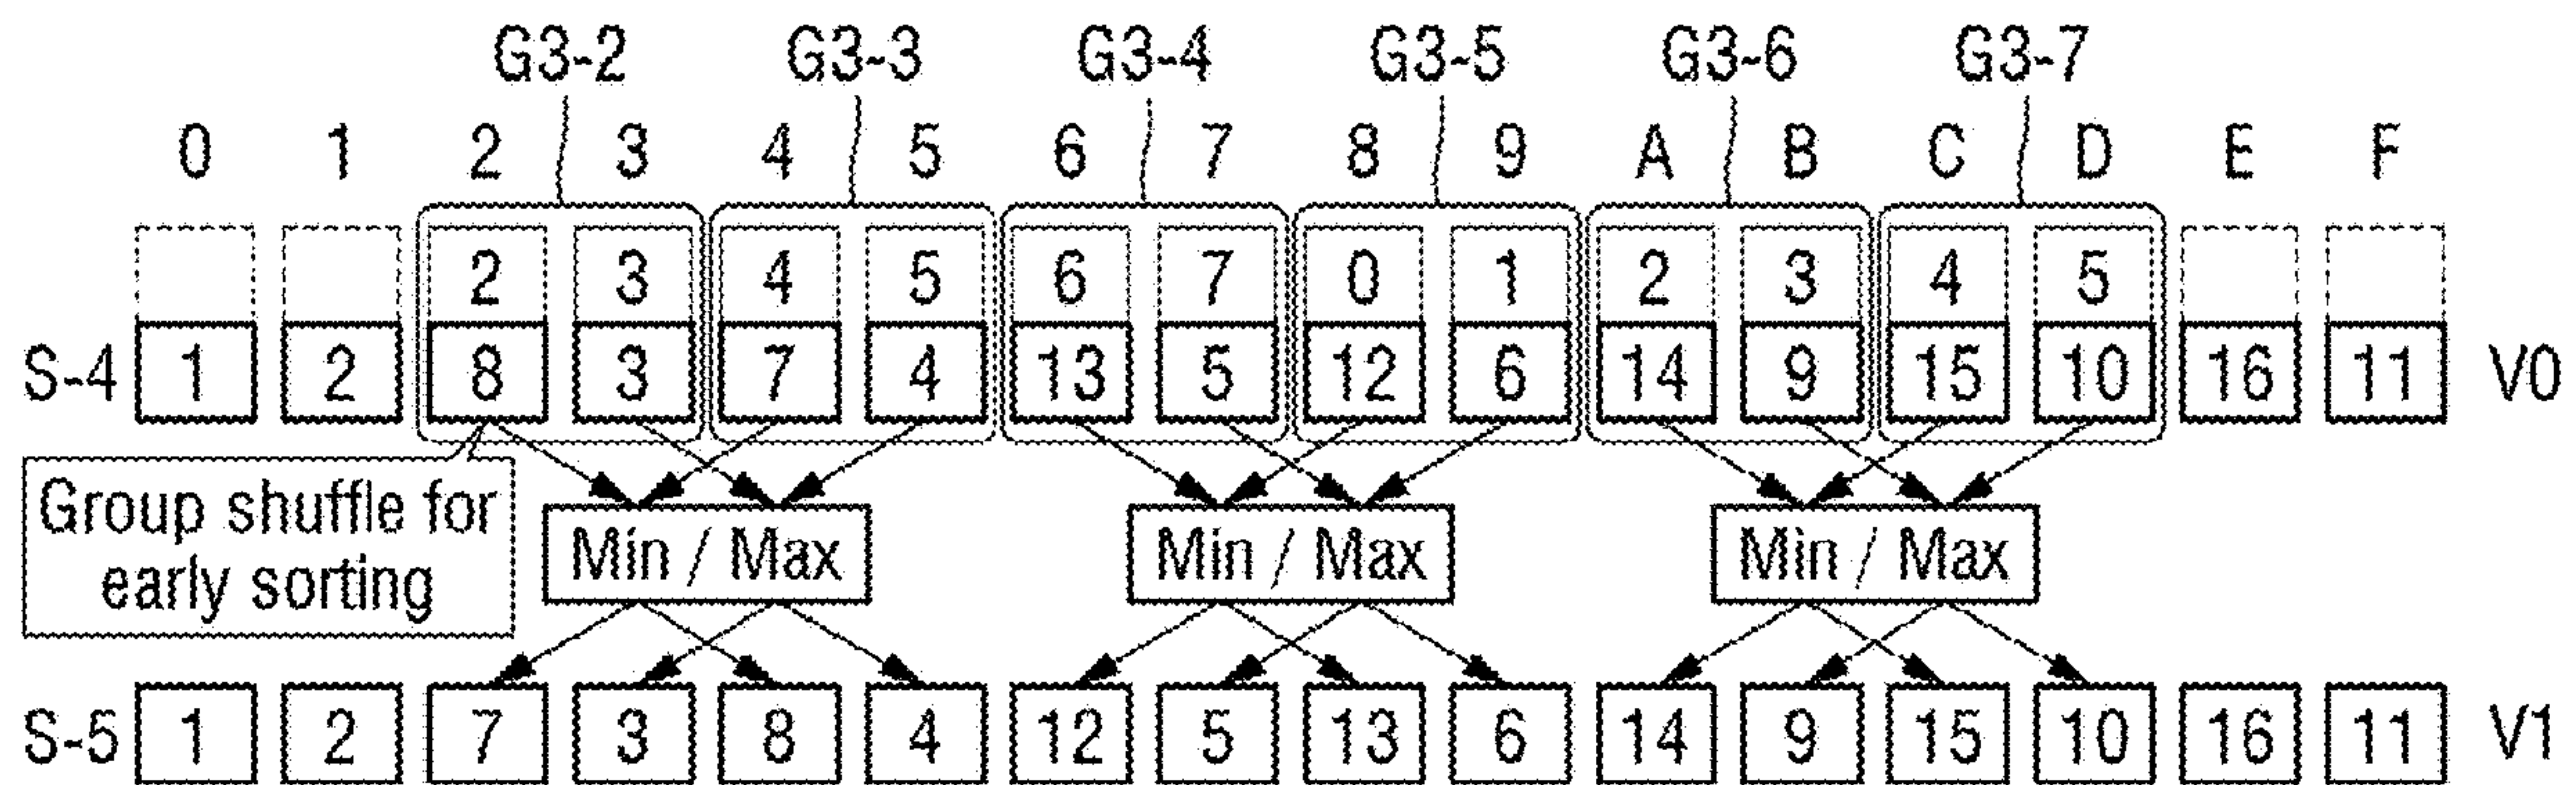 G3-2 G3-3 G3-4 G3-5 G3-6 G3-7
0 1 2 3 4 5 6 7 8 9 A B C D E F
2 3 4 5 6 7 0 1 2 3 4 5
S-4 1 2 8 3 7 4 13 5 12 6 14 9 15 10 16 11 V0
Group shuffle for
early sorting
Min / Max Min / Max Min / Max
S-5 1 2 7 3 8 4 12 5 13 6 14 9 15 10 16 11 V1